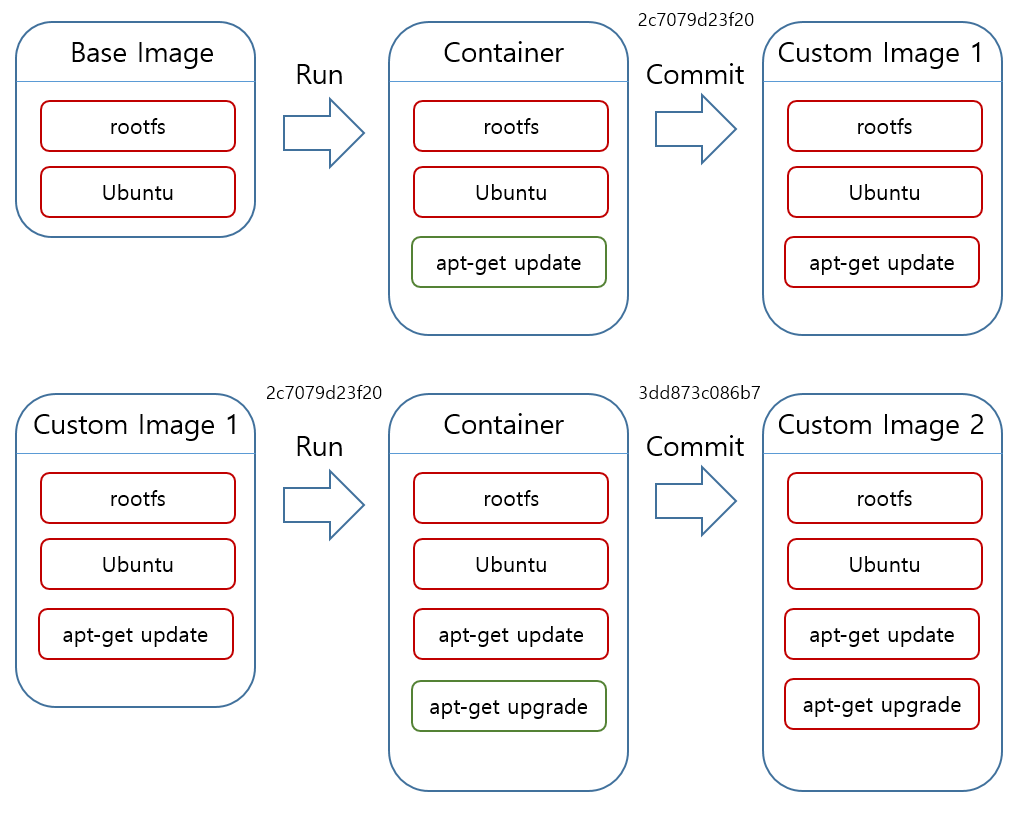 Base Image
rootfs
Ubuntu
Run
Container
rootfs
Ubuntu
apt-get update
2c7079d23f20
Commit
Custom Image 1
rootfs
Ubuntu
apt-get update
Custom Image 1
rootfs
Ubuntu
apt-get update
2c7079d23f20
Run
Container
rootfs
Ubuntu
apt-get update
apt-get upgrade
3dd873c086b7
Commit
Custom Image 2
rootfs
Ubuntu
apt-get update
apt-get upgrade